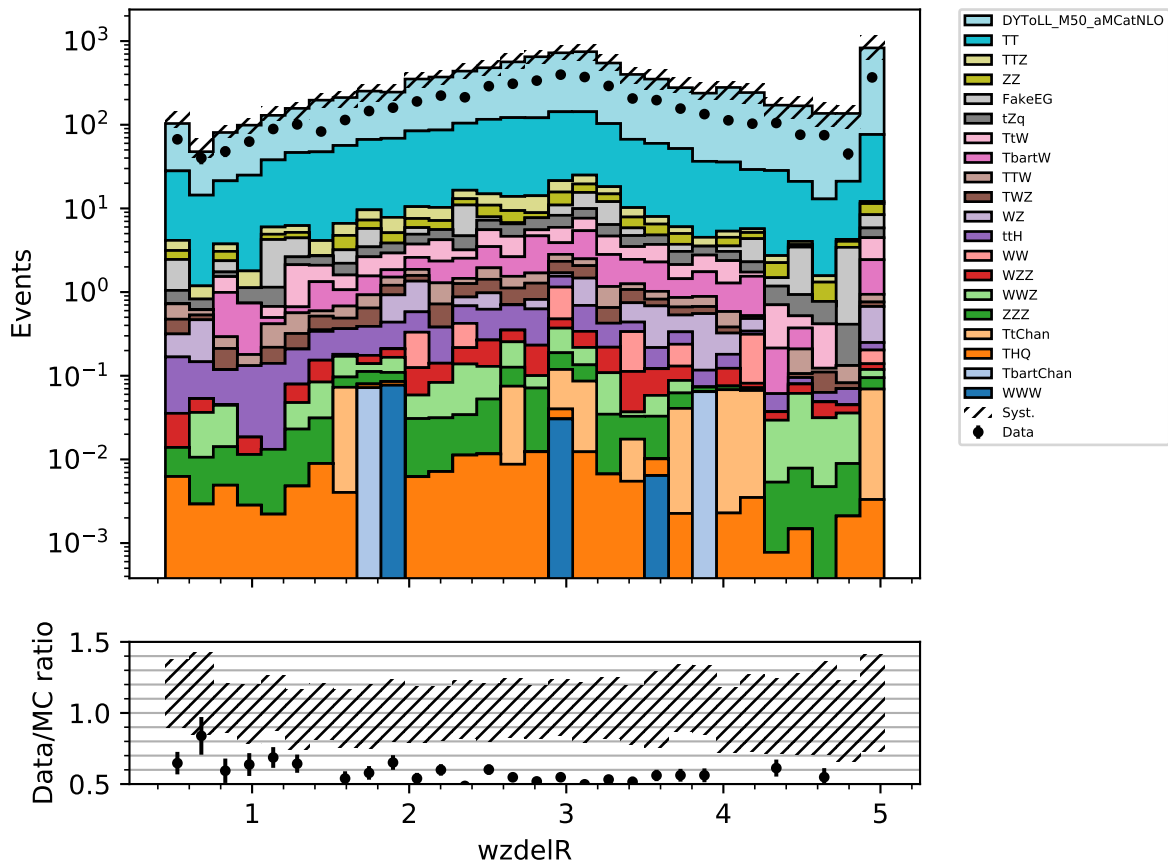 10³
10²
10¹
10⁰
10⁻¹
10⁻²
10⁻³
Events
DYToLL_M50_aMCatNLO
TT
TTZ
ZZ
FakeEG
tZq
TtW
TbartW
TTW
TWZ
WZ
ttH
WW
WZZ
WWZ
ZZZ
TtChan
THQ
TbartChan
WWW
Syst.
Data
1.5
1.0
0.5
Data/MC ratio
1 2 3 4 5
wzdelR